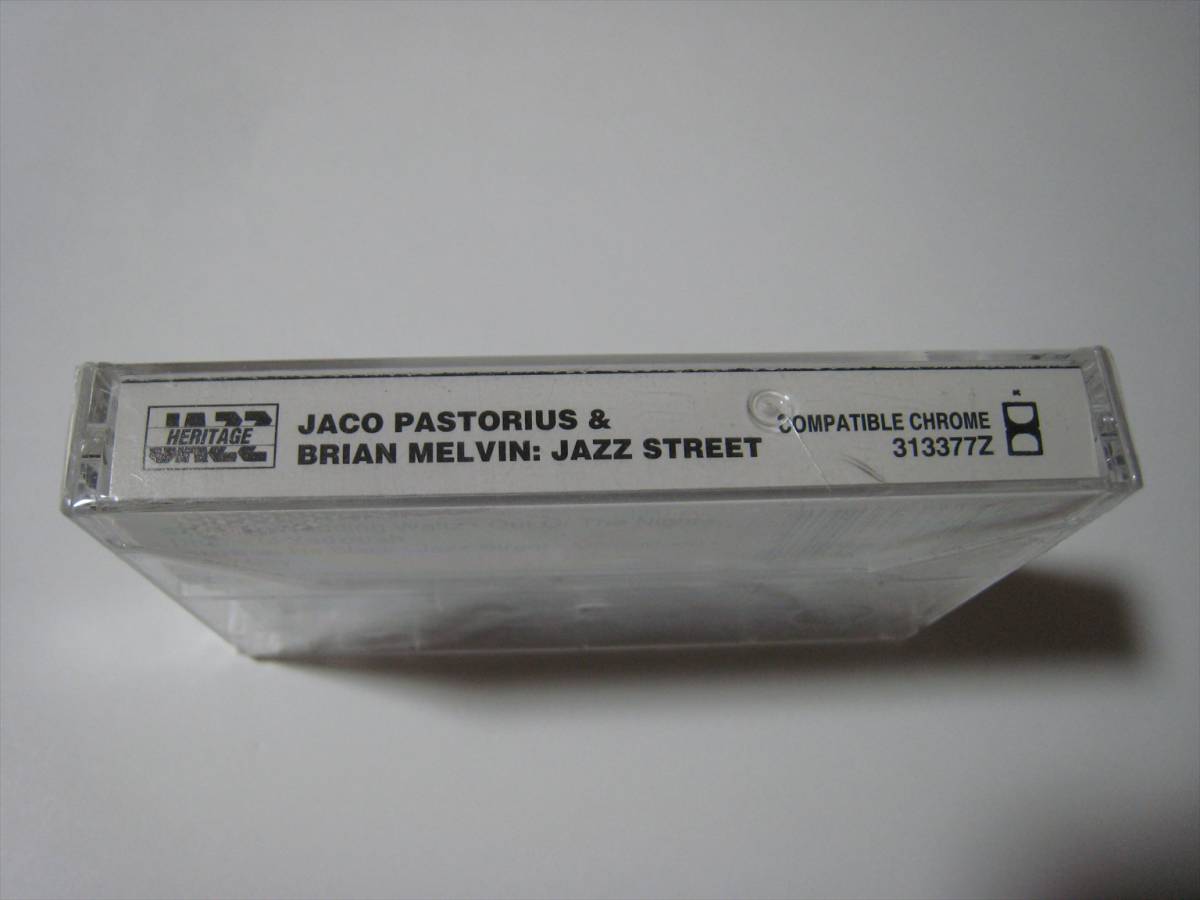 JAZZ
HERITAGE
JACO PASTORIUS &
BRIAN MELVIN: JAZZ STREET
COMPATIBLE CHROME
313377Z